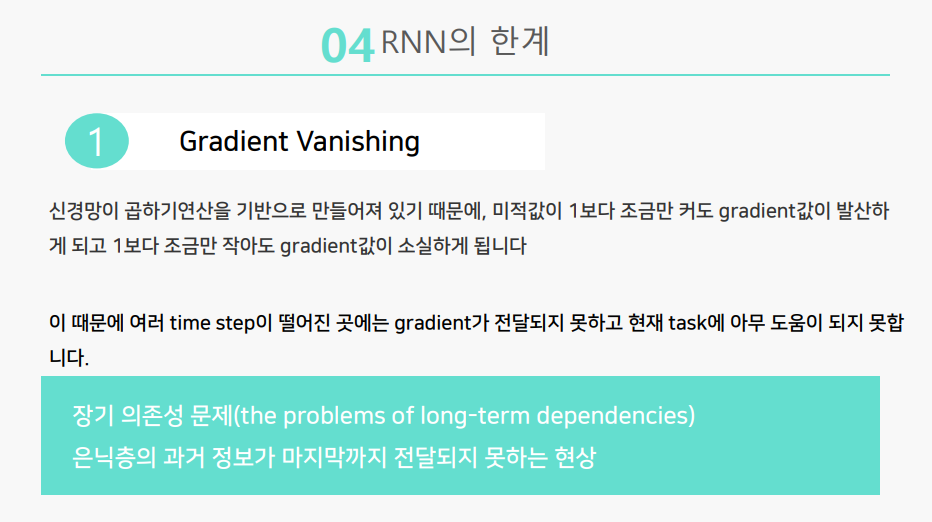 04 RNN의 한계
1 Gradient Vanishing
신경망이 곱하기연산을 기반으로 만들어져 있기 때문에, 미적값이 1보다 조금만 커도 gradient값이 발산하
게 되고 1보다 조금만 작아도 gradient값이 소실하게 됩니다
이 때문에 여러 time step이 떨어진 곳에는 gradient가 전달되지 못하고 현재 task에 아무 도움이 되지 못합
니다.
장기 의존성 문제(the problems of long-term dependencies)
은닉층의 과거 정보가 마지막까지 전달되지 못하는 현상